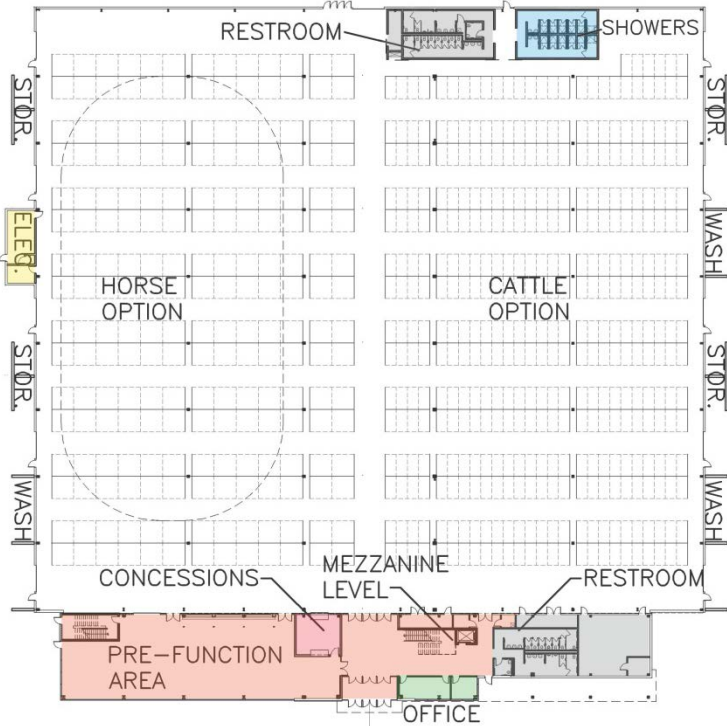 RESTROOM
SHOWERS
STOR.
STOR.
ELEC.
WASH
HORSE
OPTION
CATTLE
OPTION
STOR.
STOR.
WASH
WASH
MEZZANINE
LEVEL
CONCESSIONS
RESTROOM
PRE-FUNCTION
AREA
OFFICE